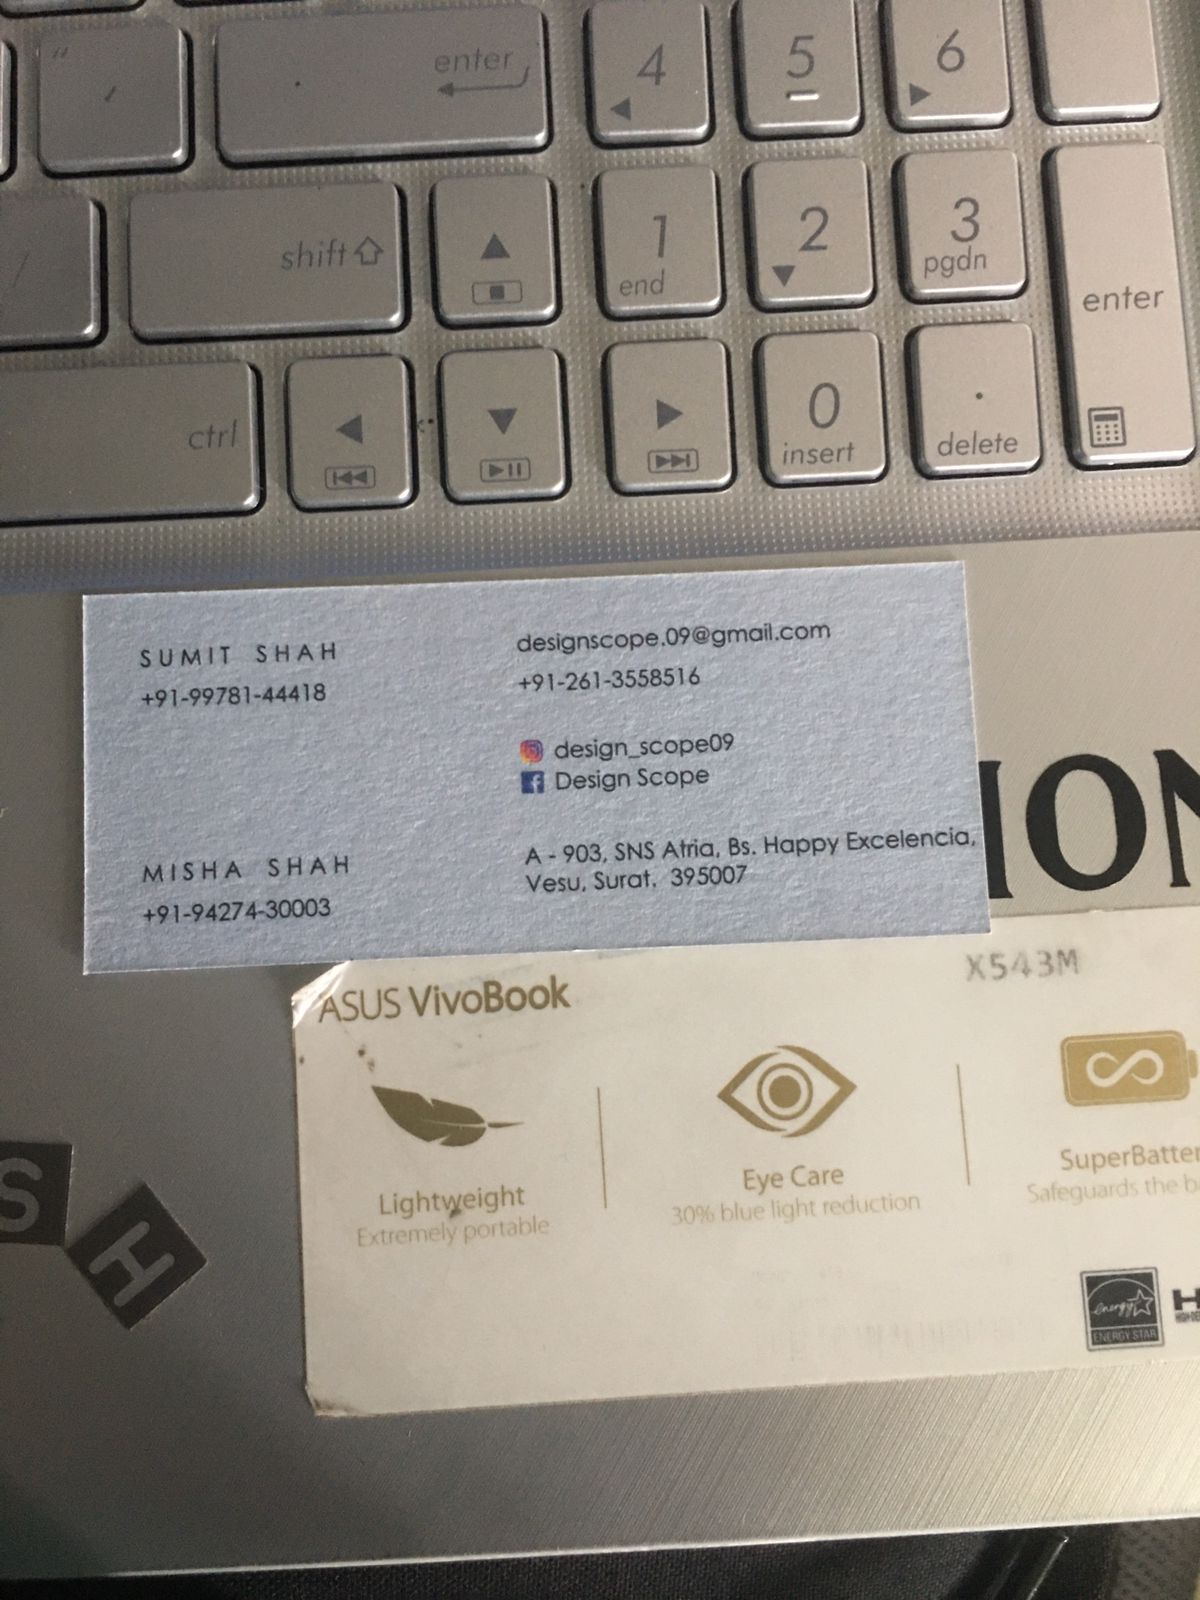 "
'
enter
4
5
6
/
shift
1
end
2
3
pgdn
enter
ctrl
0
insert
.
delete
SUMIT SHAH
+91-99781-44418
designscope.09@gmail.com
+91-261-3558516
design_scope09
Design Scope
MISHA SHAH
+91-94274-30003
A - 903, SNS Atria, Bs. Happy Excelencia,
Vesu, Surat. 395007
ION
ASUS VivoBook
X543M
Lightweight
Extremely portable
Eye Care
30% blue light reduction
SuperBatter
Safeguards the ba
S
H
energy
ENERGY STAR
H